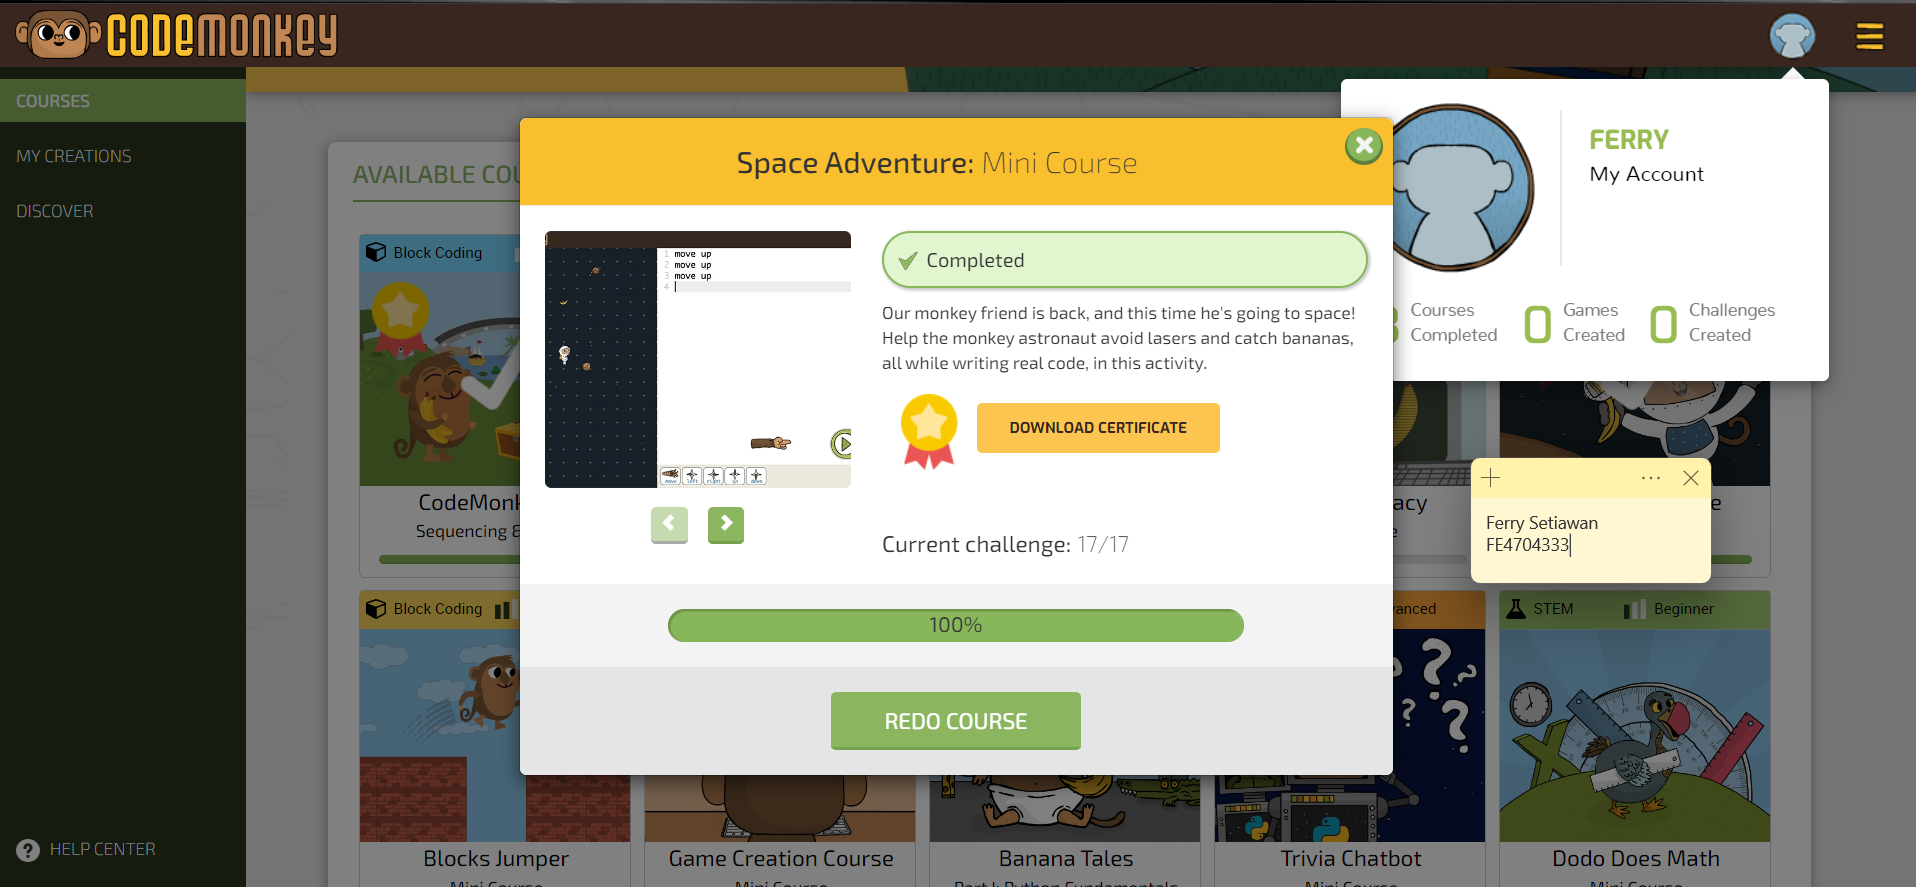 CODEMONKEY
COURSES
MY CREATIONS
DISCOVER
HELP CENTER
AVAILABLE
Block Coding
Sequencing &
Block Coding
Blocks Jumper
Mini Course
Game Creation Course
Mini Course
Banana Tales
Part I: Python Fundamentals
Trivia Chatbot
Mini Course
STEM
Beginner
Dodo Does Math
Mini Course
Space Adventure: Mini Course
1 move up
2 move up
3 move up
4
move left right up down
Completed
Our monkey friend is back, and this time he's going to space!
Help the monkey astronaut avoid lasers and catch bananas,
all while writing real code, in this activity.
DOWNLOAD CERTIFICATE
Current challenge: 17/17
100%
REDO COURSE
FERRY
My Account
Courses
Completed
0 Games
Created
0 Challenges
Created
Ferry Setiawan
FE4704333